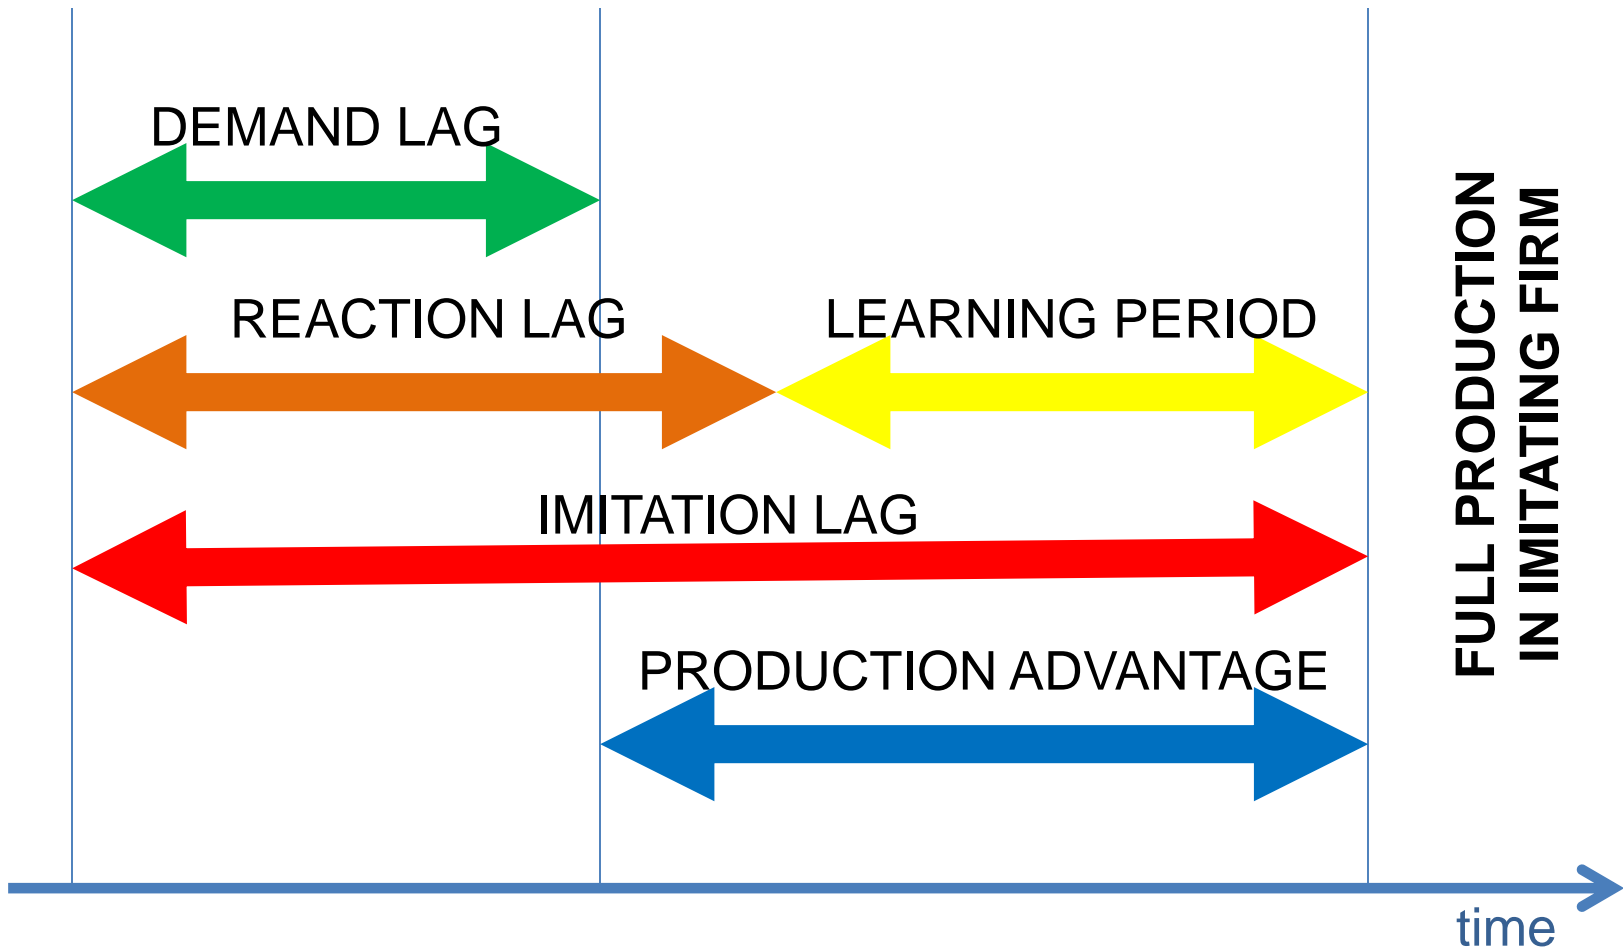 DEMAND LAG
REACTION LAG
LEARNING PERIOD
IMITATION LAG
PRODUCTION ADVANTAGE
FULL PRODUCTION
IN IMITATING FIRM
time